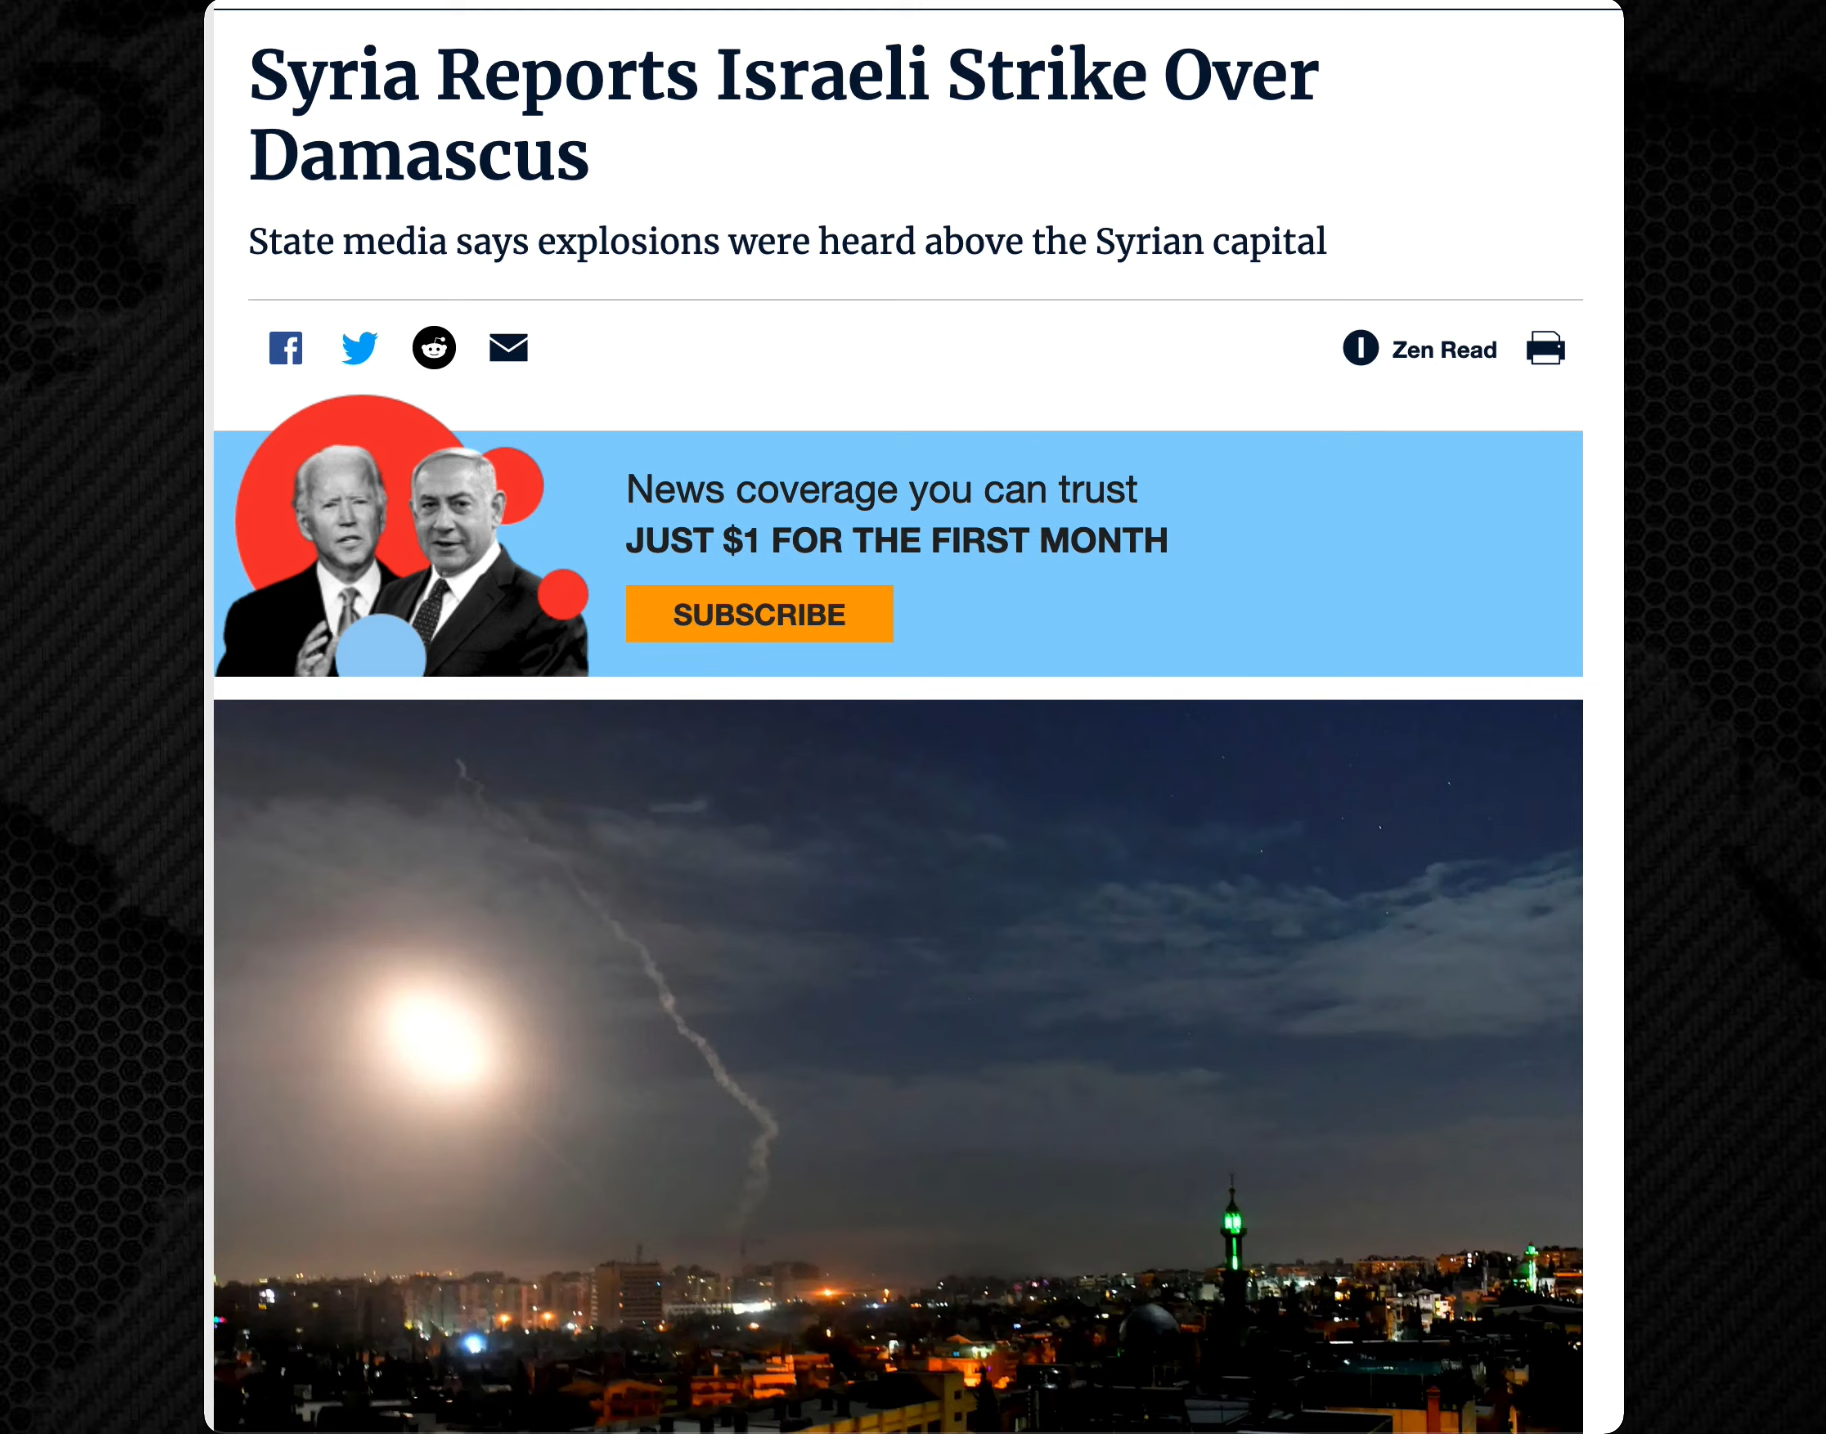 Syria Reports Israeli Strike Over
Damascus
State media says explosions were heard above the Syrian capital
Zen Read
News coverage you can trust
JUST $1 FOR THE FIRST MONTH
SUBSCRIBE